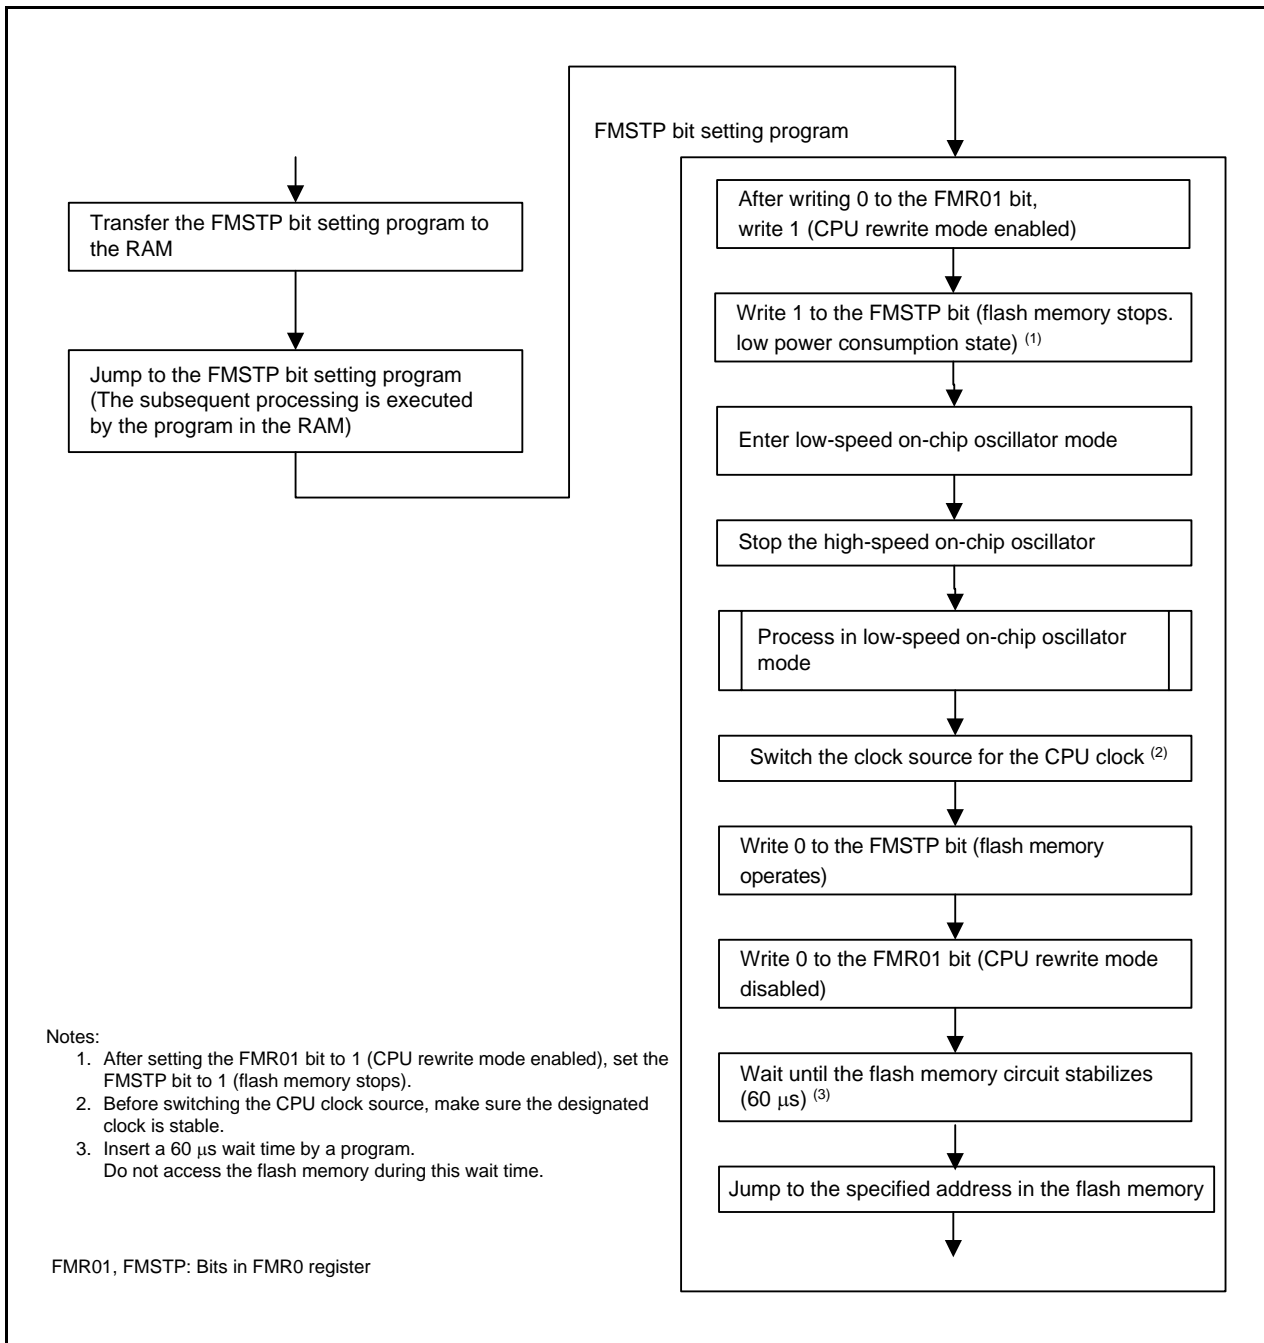 Transfer the FMSTP bit setting program to
the RAM
Jump to the FMSTP bit setting program
(The subsequent processing is executed
by the program in the RAM)
FMSTP bit setting program
After writing 0 to the FMR01 bit,
write 1 (CPU rewrite mode enabled)
Write 1 to the FMSTP bit (flash memory stops.
low power consumption state) (1)
Enter low-speed on-chip oscillator mode
Stop the high-speed on-chip oscillator
Process in low-speed on-chip oscillator
mode
Switch the clock source for the CPU clock (2)
Write 0 to the FMSTP bit (flash memory
operates)
Write 0 to the FMR01 bit (CPU rewrite mode
disabled)
Wait until the flash memory circuit stabilizes
(60 μs) (3)
Jump to the specified address in the flash memory
Notes:
1. After setting the FMR01 bit to 1 (CPU rewrite mode enabled), set the
FMSTP bit to 1 (flash memory stops).
2. Before switching the CPU clock source, make sure the designated
clock is stable.
3. Insert a 60 μs wait time by a program.
Do not access the flash memory during this wait time.
FMR01, FMSTP: Bits in FMR0 register